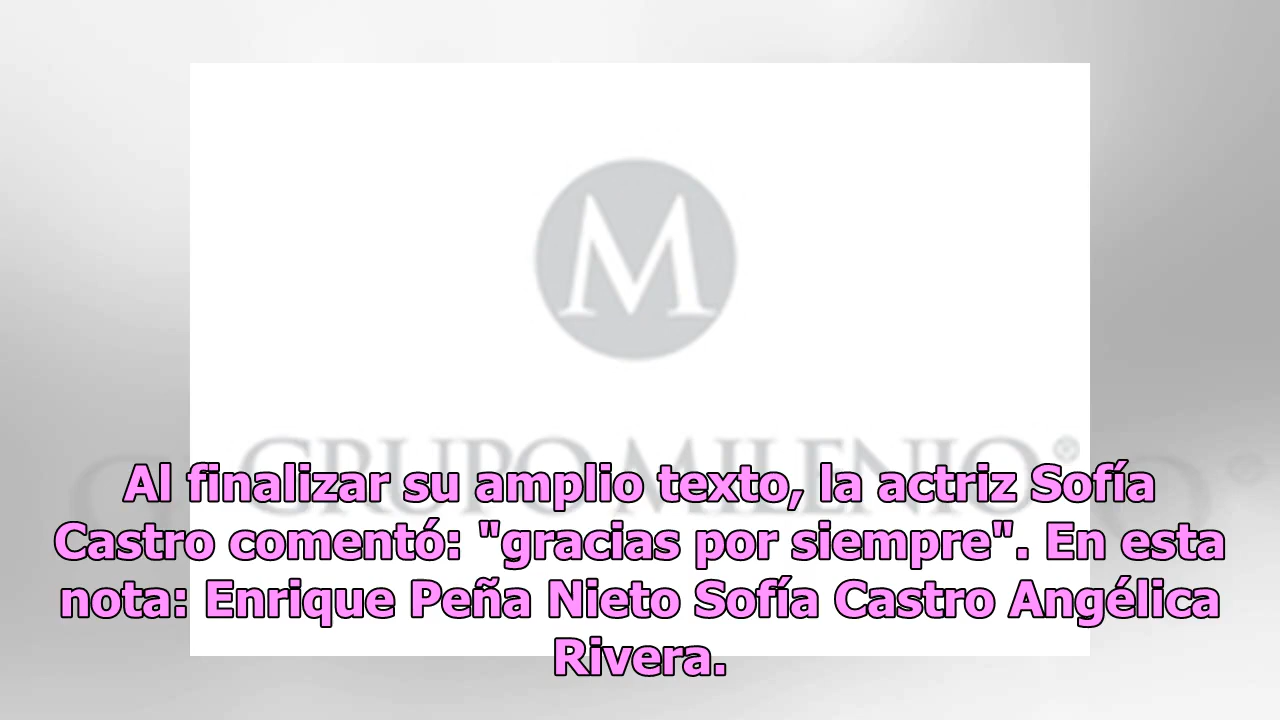 M
GRUPO MILENIO®
Al finalizar su amplio texto, la actriz Sofía
Castro comentó: "gracias por siempre". En esta
nota: Enrique Peña Nieto Sofía Castro Angélica
Rivera.